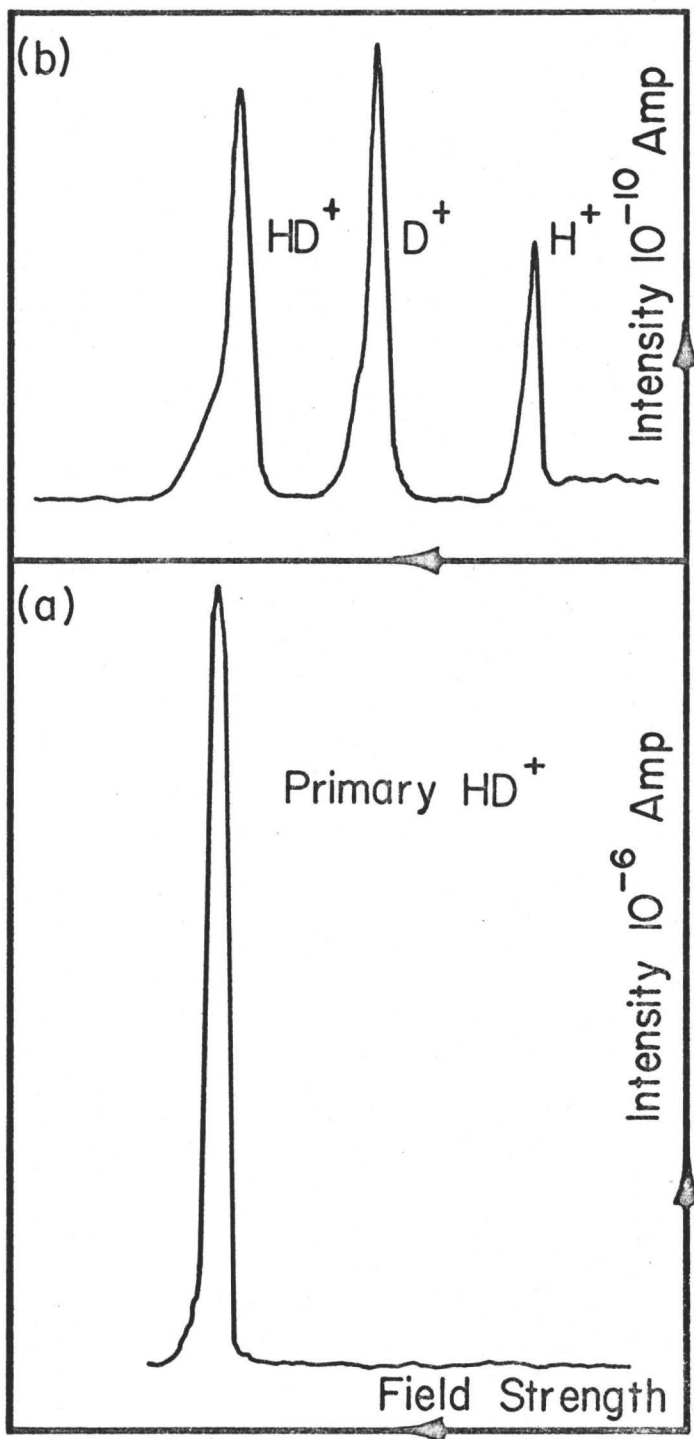 (b)
HD⁺
D⁺
H⁺
Intensity 10⁻¹⁰ Amp
(a)
Primary HD⁺
Intensity 10⁻⁶ Amp
Field Strength